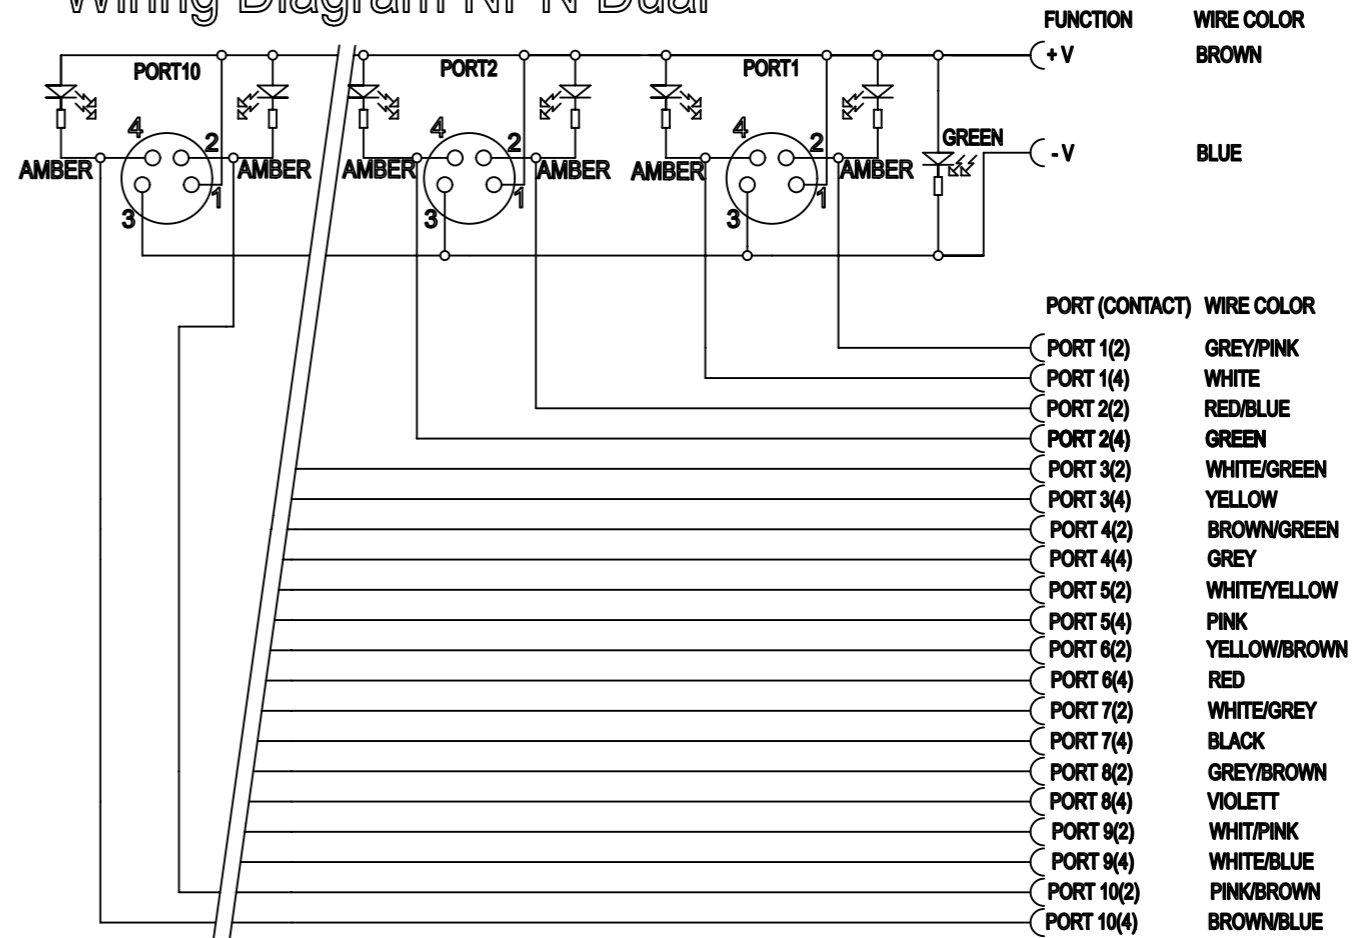 Wiring Diagram NPN Dual
FUNCTION WIRE COLOR
+ V BROWN
- V BLUE
PORT10 PORT2 PORT1
GREEN
4 2 4 2 4 2
AMBER AMBER AMBER AMBER AMBER AMBER
3 1 3 1 3 1
PORT (CONTACT) WIRE COLOR
PORT 1(2) GREY/PINK
PORT 1(4) WHITE
PORT 2(2) RED/BLUE
PORT 2(4) GREEN
PORT 3(2) WHITE/GREEN
PORT 3(4) YELLOW
PORT 4(2) BROWN/GREEN
PORT 4(4) GREY
PORT 5(2) WHITE/YELLOW
PORT 5(4) PINK
PORT 6(2) YELLOW/BROWN
PORT 6(4) RED
PORT 7(2) WHITE/GREY
PORT 7(4) BLACK
PORT 8(2) GREY/BROWN
PORT 8(4) VIOLETT
PORT 9(2) WHIT/PINK
PORT 9(4) WHITE/BLUE
PORT 10(2) PINK/BROWN
PORT 10(4) BROWN/BLUE